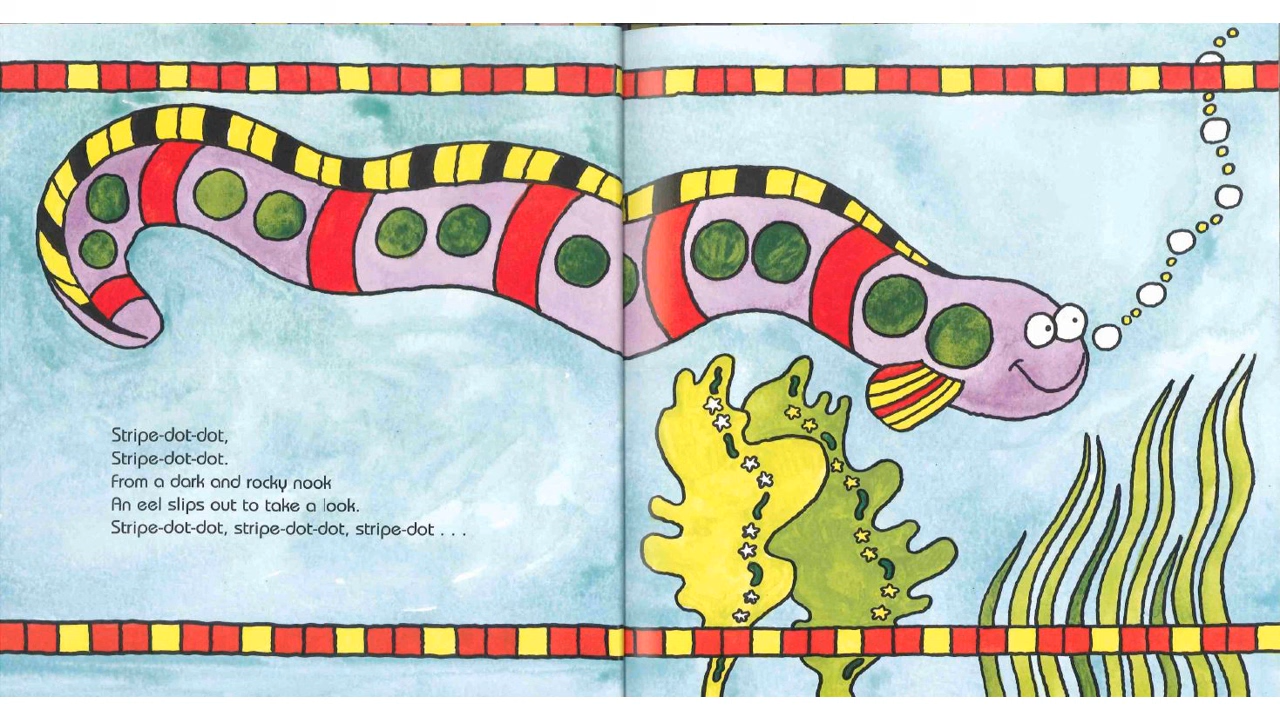 Stripe-dot-dot,
Stripe-dot-dot.
From a dark and rocky nook
An eel slips out to take a look.
Stripe-dot-dot, stripe-dot-dot, stripe-dot . . .